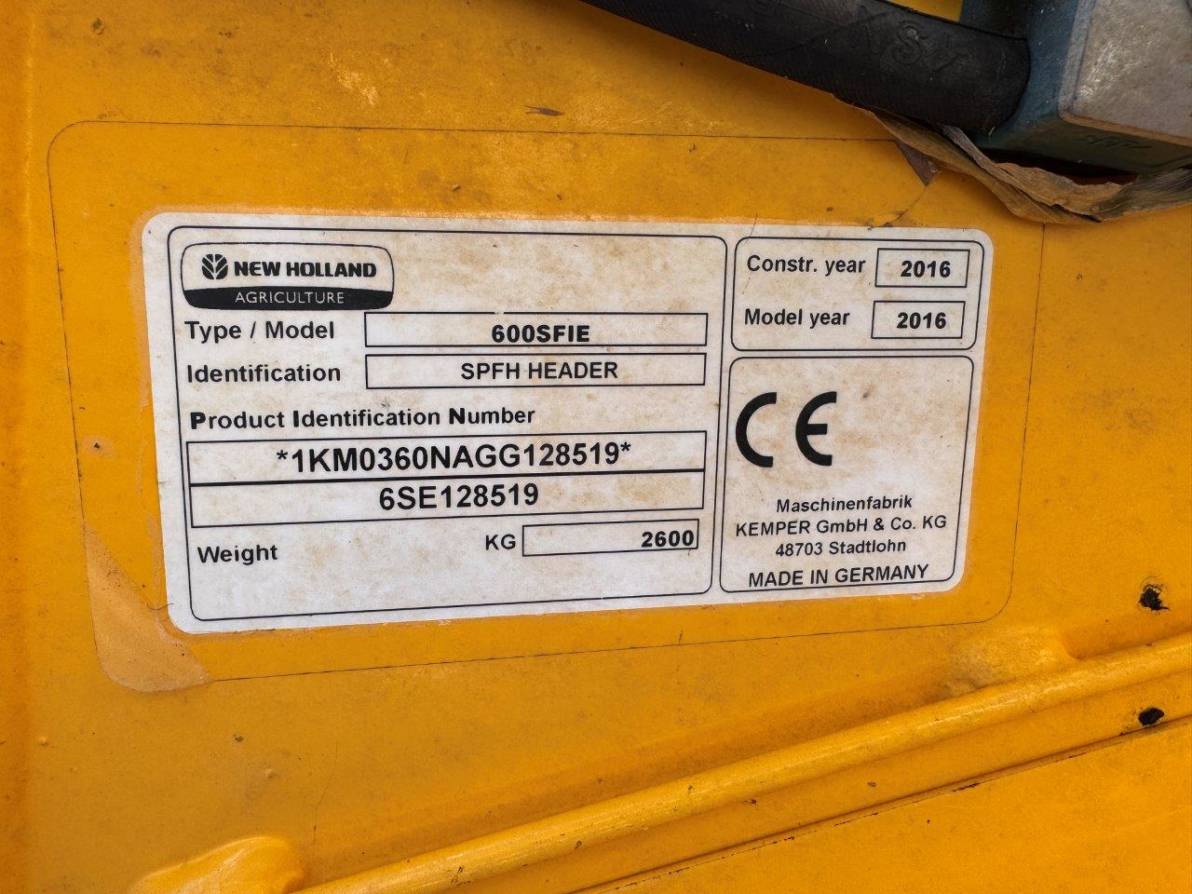 NEW HOLLAND
AGRICULTURE
Type / Model 600SFIE
Identification SPFH HEADER
Product Identification Number
*1KM0360NAGG128519*
6SE128519
Weight KG 2600
Constr. year 2016
Model year 2016
CE
Maschinenfabrik
KEMPER GmbH & Co. KG
48703 Stadtlohn
MADE IN GERMANY